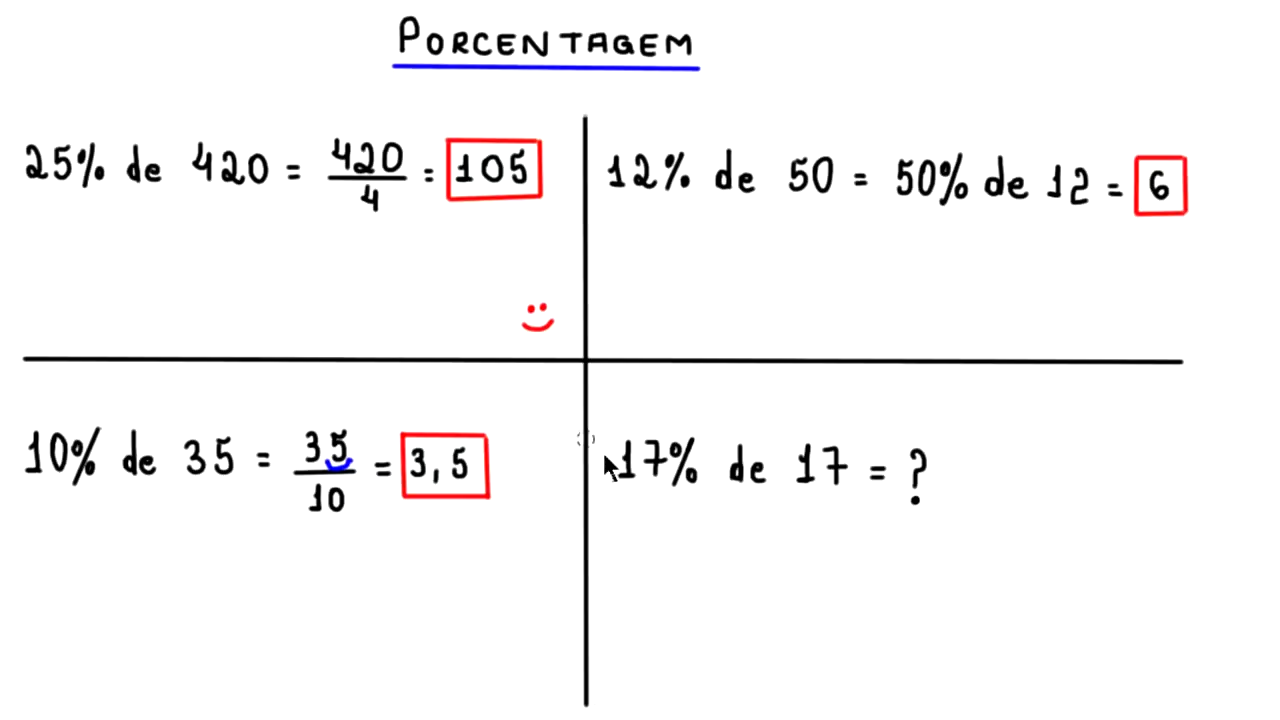 PORCENTAGEM
25% de 420 = 420/4 = 105
12% de 50 = 50% de 12 = 6
10% de 35 = 35/10 = 3,5
17% de 17 = ?